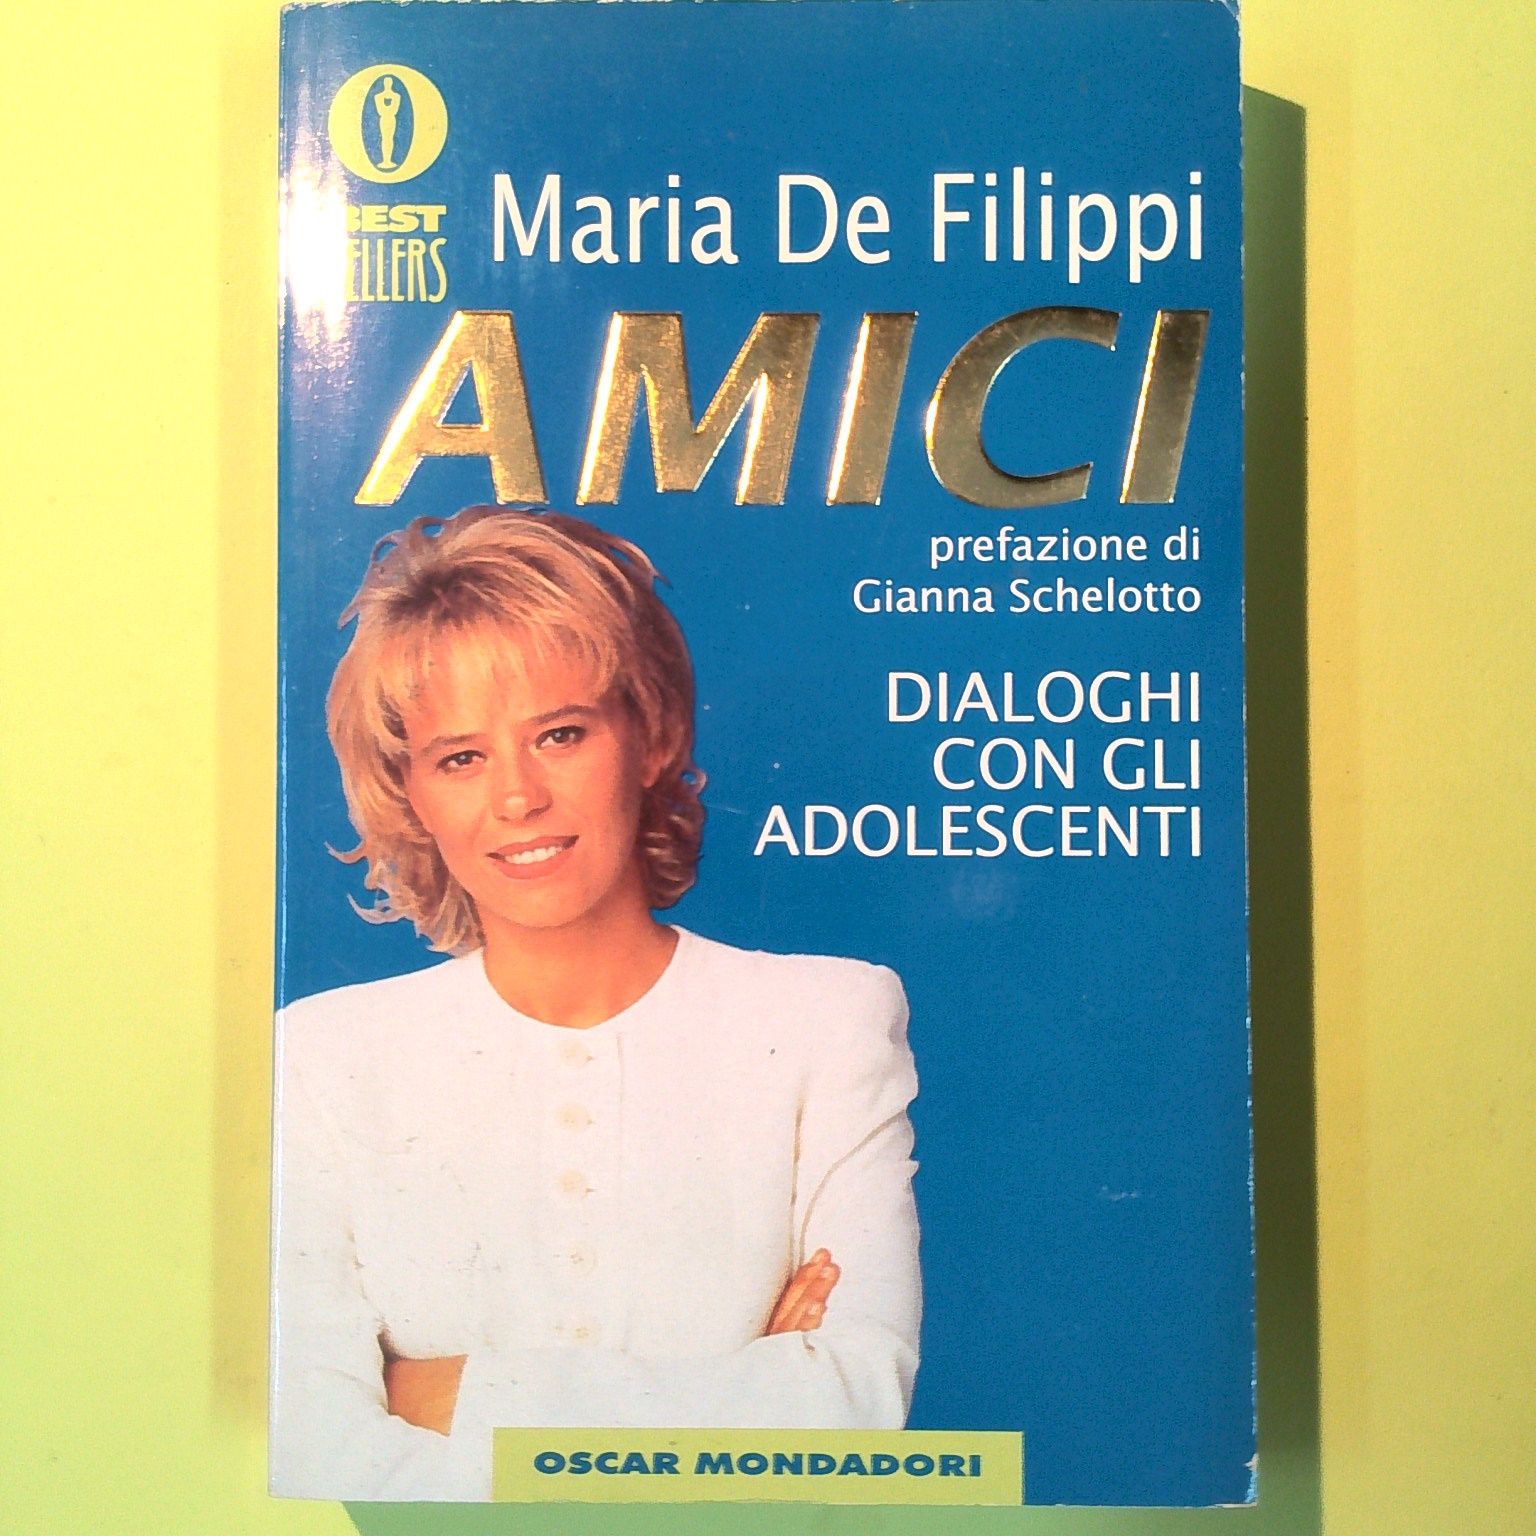 BEST
SELLERS
Maria De Filippi
AMICI
prefazione di
Gianna Schelotto
DIALOGHI
CON GLI
ADOLESCENTI
OSCAR MONDADORI